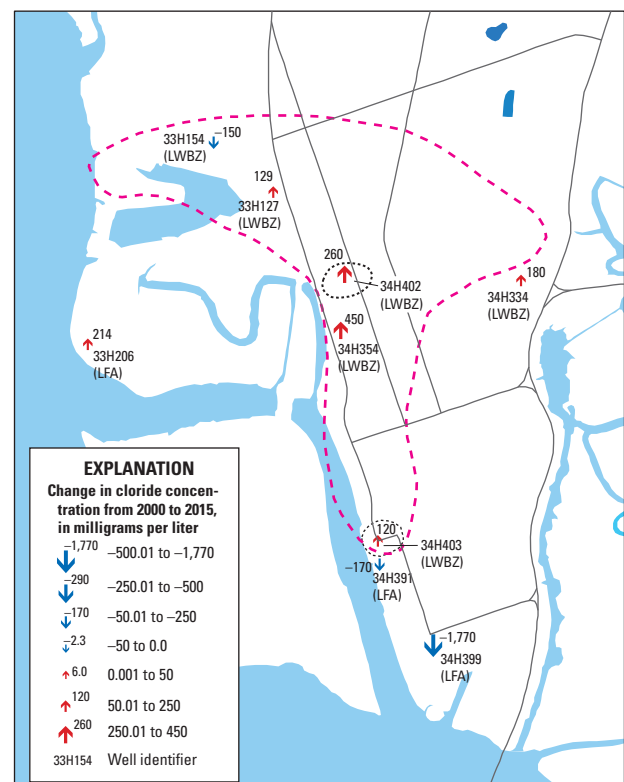 –150
33H154
(LWBZ)
129
33H127
(LWBZ)
260
34H402
(LWBZ)
180
34H334
(LWBZ)
450
34H354
(LWBZ)
214
33H206
(LFA)
120
34H403
(LWBZ)
–170
34H391
(LFA)
–1,770
34H399
(LFA)
EXPLANATION
Change in cloride concen-
tration from 2000 to 2015,
in milligrams per liter
–1,770 –500.01 to –1,770
–290 –250.01 to –500
–170 –50.01 to –250
–2.3 –50 to 0.0
6.0 0.001 to 50
120 50.01 to 250
260 250.01 to 450
33H154 Well identifier